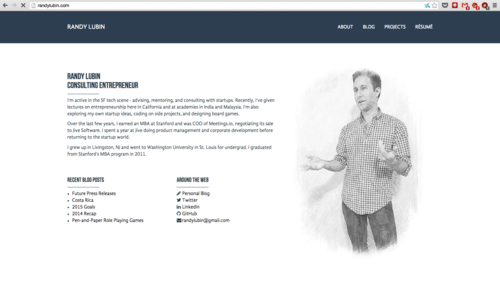 randylubin.com
RANDY LUBIN
ABOUT BLOG PROJECTS RÉSUMÉ
RANDY LUBIN
CONSULTING ENTREPRENEUR
I'm active in the SF tech scene - advising, mentoring, and consulting with startups. Recently, I've given
lectures on entrepreneurship here in California and at academies in India and Malaysia. I'm also
exploring my own startup ideas, coding on side projects, and designing board games.
Over the last few years, I earned an MBA at Stanford and was COO of Meetings.io, negotiating its sale
to Jive Software. I spent a year at Jive doing product management and corporate development before
returning to the startup world.
I grew up in Livingston, NJ and went to Washington University in St. Louis for undergrad. I graduated
from Stanford's MBA program in 2011.
RECENT BLOG POSTS
Future Press Releases
Costa Rica
2015 Goals
2014 Recap
Pen-and-Paper Role Playing Games
AROUND THE WEB
Personal Blog
Twitter
LinkedIn
GitHub
randylubin@gmail.com